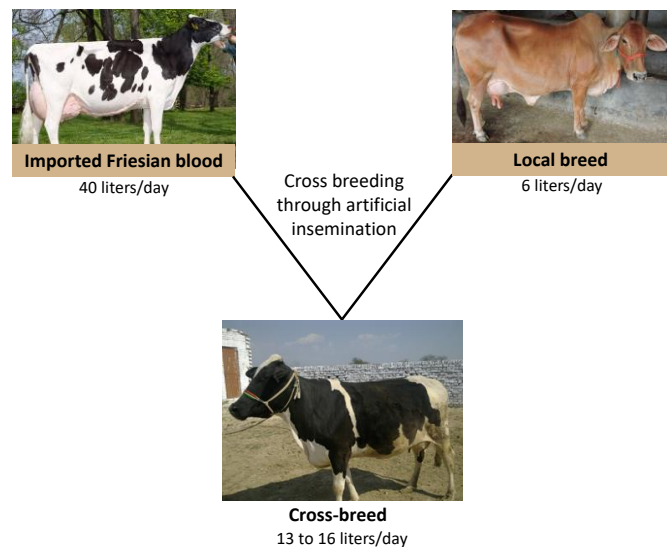 Imported Friesian blood
40 liters/day
Local breed
6 liters/day
Cross breeding
through artificial
insemination
Cross-breed
13 to 16 liters/day